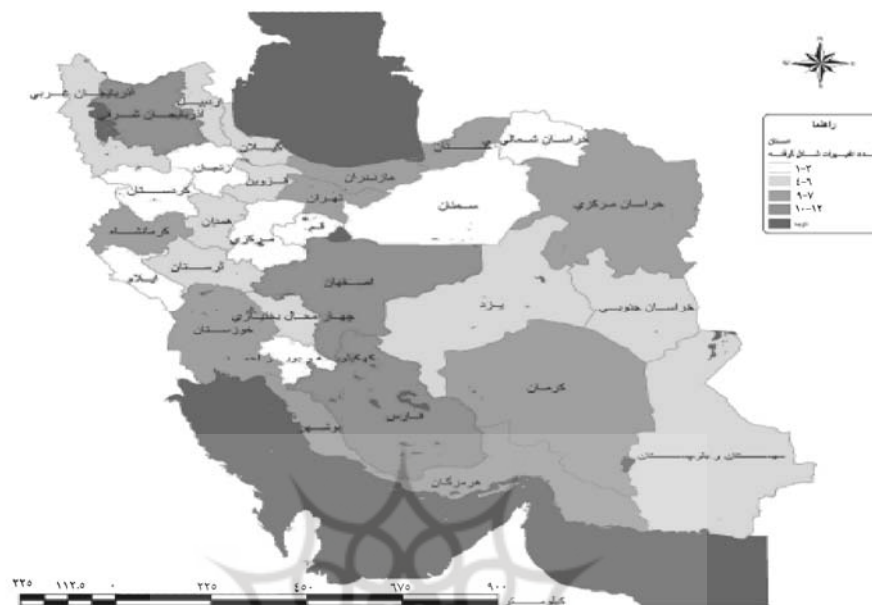 راهنما
استان
۱-۳
۴-۶
۷-۹
۱۰-۱۲
آذربایجان غربی
اردبیل
آذربایجان شرقی
گیلان
گلستان
خراسان شمالی
زنجان
مازندران
قزوین
کردستان
تهران
سمنان
خراسان مرکزی
همدان
قم
مرکزی
کرمانشاه
لرستان
ایلام
اصفهان
یزد
خراسان جنوبی
چهار محال بختیاری
خوزستان
کهکیلویه
کرمان
فارس
بوشهر
سیستان و بلوچستان
هرمزگان
۲۲۵ ۱۱۲.۵ ۰ ۲۲۵ ۴۵۰ ۶۷۵ ۹۰۰
کیلومتر